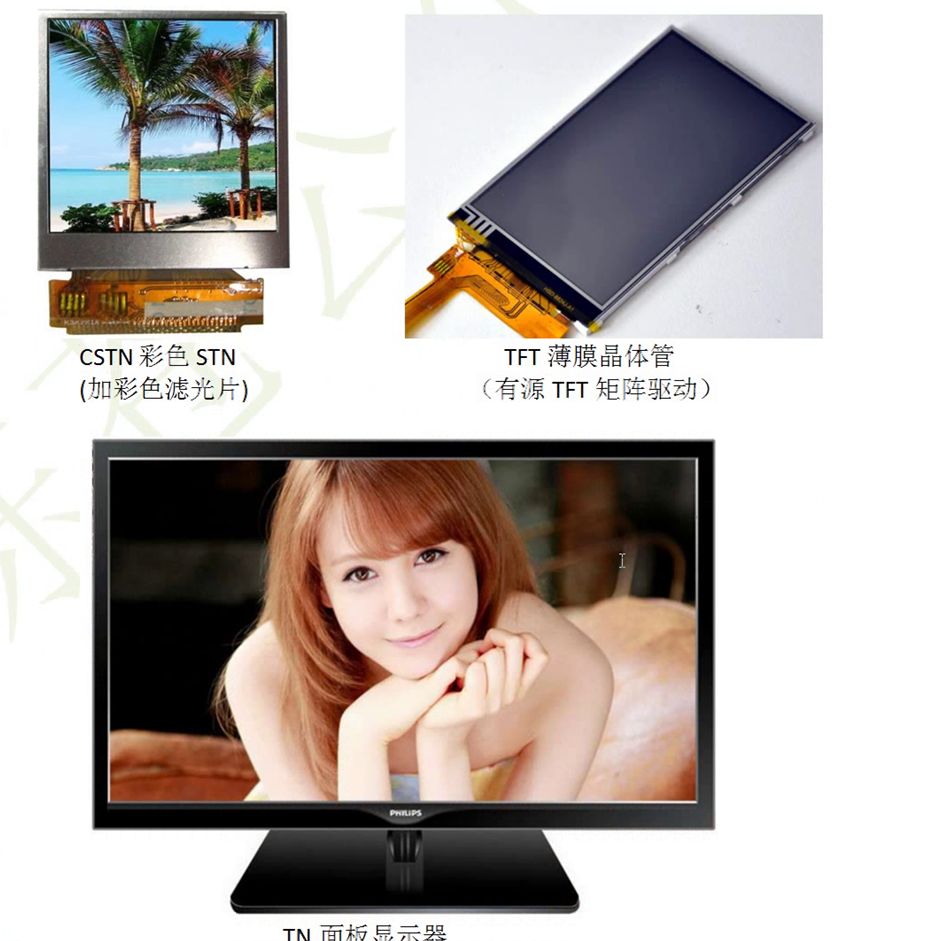 CSTN 彩色 STN
(加彩色滤光片)
TFT 薄膜晶体管
（有源 TFT 矩阵驱动）
PHILIPS
TN 面板显示器